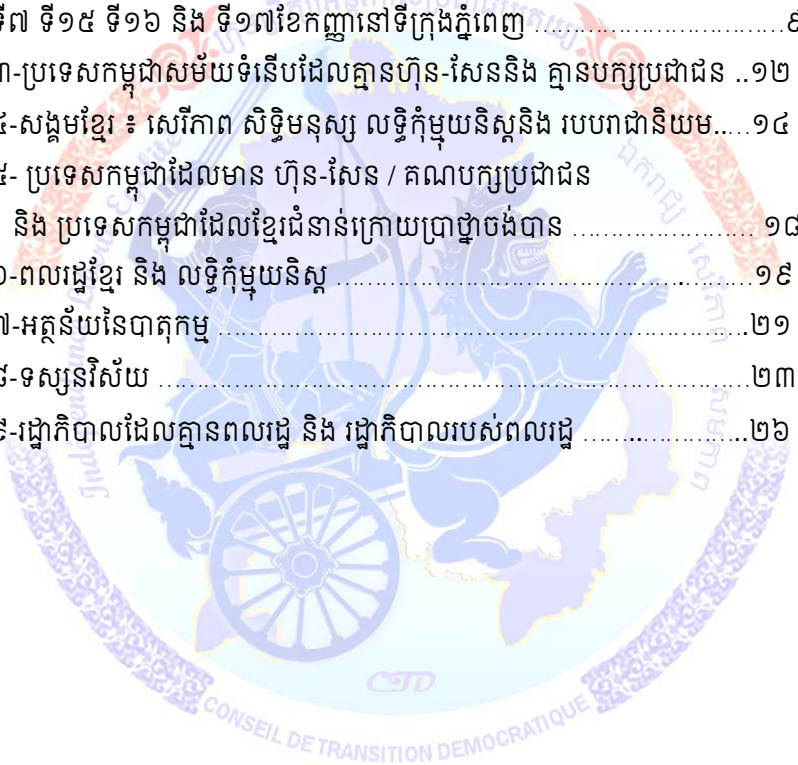 ទី៧ ទី១៥ ទី១៦ និង ទី១៧ខែកញ្ញានៅទីក្រុងភ្នំពេញ ................................៩
៣-ប្រទេសកម្ពុជាសម័យទំនើបដែលគ្មានហ៊ុន-សែននិង គ្មានបក្សប្រជាជន ..១២
៤-សង្គមខ្មែរ ៖ សេរីភាព សិទ្ធិមនុស្ស លទ្ធិកុំម្មុយនិស្តនិង របបរាជានិយម.....១៤
៥- ប្រទេសកម្ពុជាដែលមាន ហ៊ុន-សែន / គណបក្សប្រជាជន
និង ប្រទេសកម្ពុជាដែលខ្មែរជំនាន់ក្រោយប្រាថ្នាចង់បាន ........................ ១៨
-ពលរដ្ឋខ្មែរ និង លទ្ធិកុំម្មុយនិស្ត ......................................................១៩
៧-អត្ថន័យនៃបាតុកម្ម ......................................................................២១
៨-ទស្សនវិស័យ ..............................................................................២៣
៩-រដ្ឋាភិបាលដែលគ្មានពលរដ្ឋ និង រដ្ឋាភិបាលរបស់ពលរដ្ឋ ......................២៦
ឯករាជ្យ សេរីភាព
CSTD
CONSEIL DE TRANSITION DEMOCRATIQUE